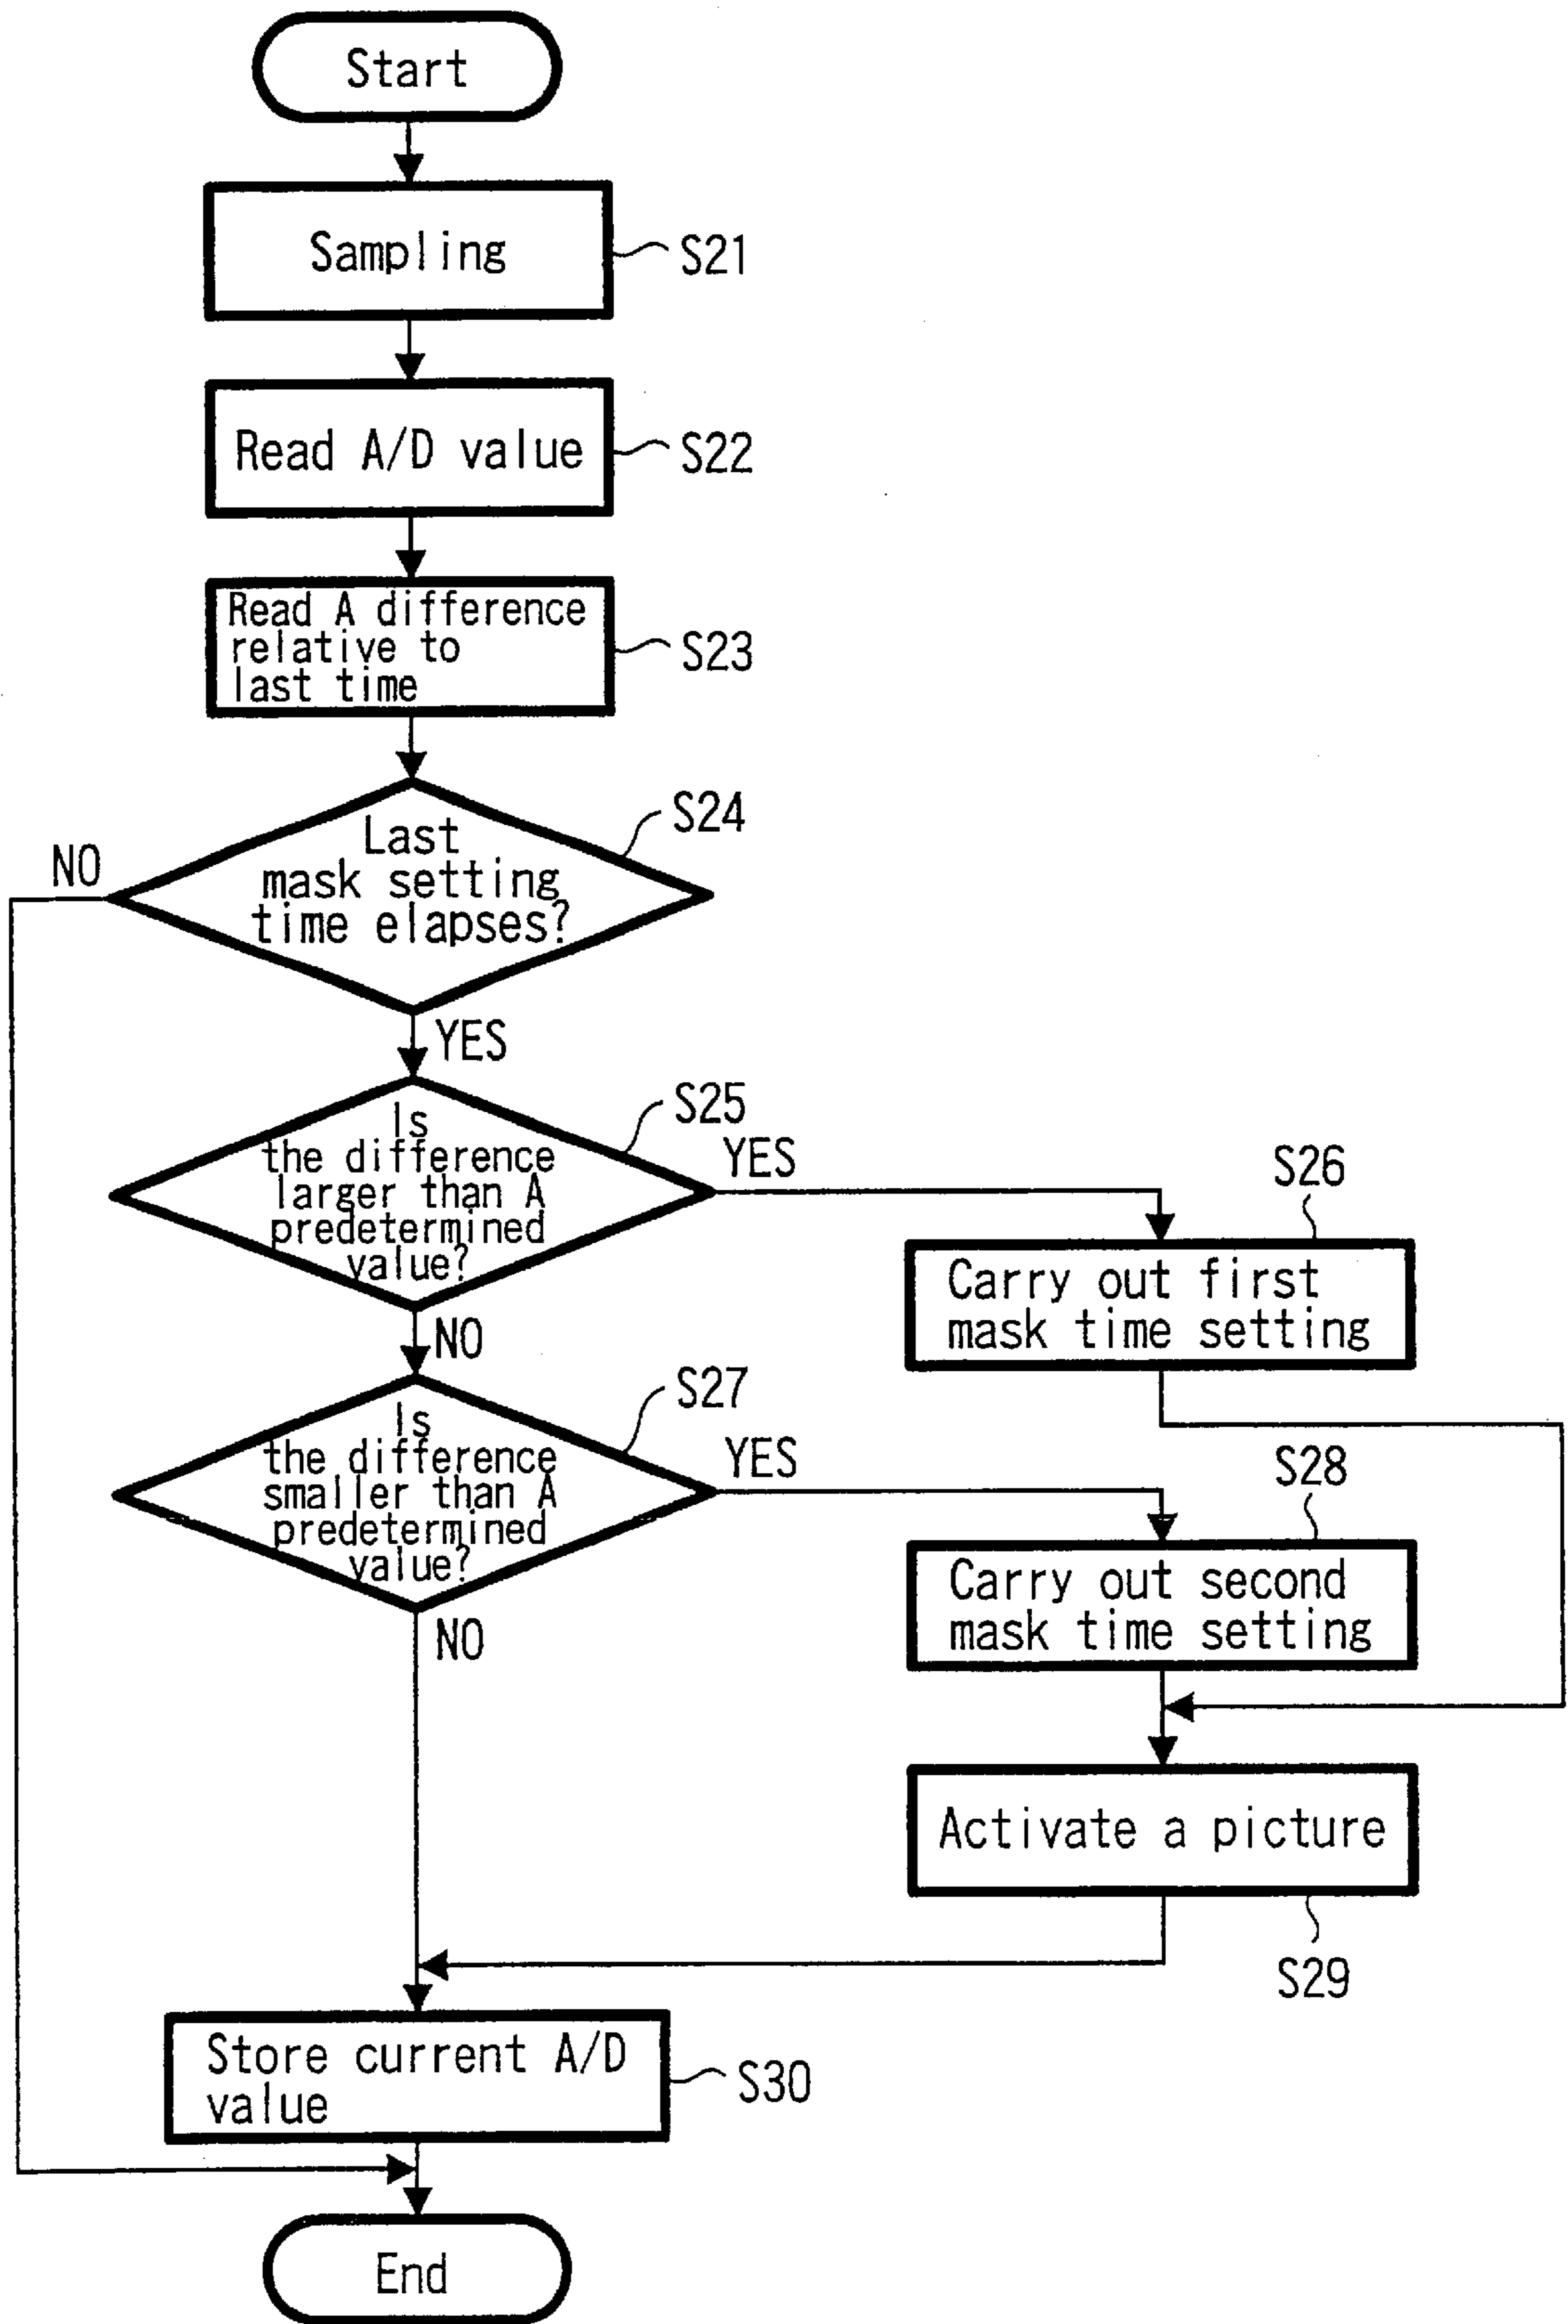 Start
Sampling
S21
Read A/D value
S22
Read A difference
relative to
last time
S23
Last
mask setting
time elapses?
S24
NO
YES
Is
the difference
larger than A
predetermined
value?
S25
YES
S26
Carry out first
mask time setting
NO
Is
the difference
smaller than A
predetermined
value?
S27
YES
S28
Carry out second
mask time setting
NO
Activate a picture
S29
Store current A/D
value
S30
End